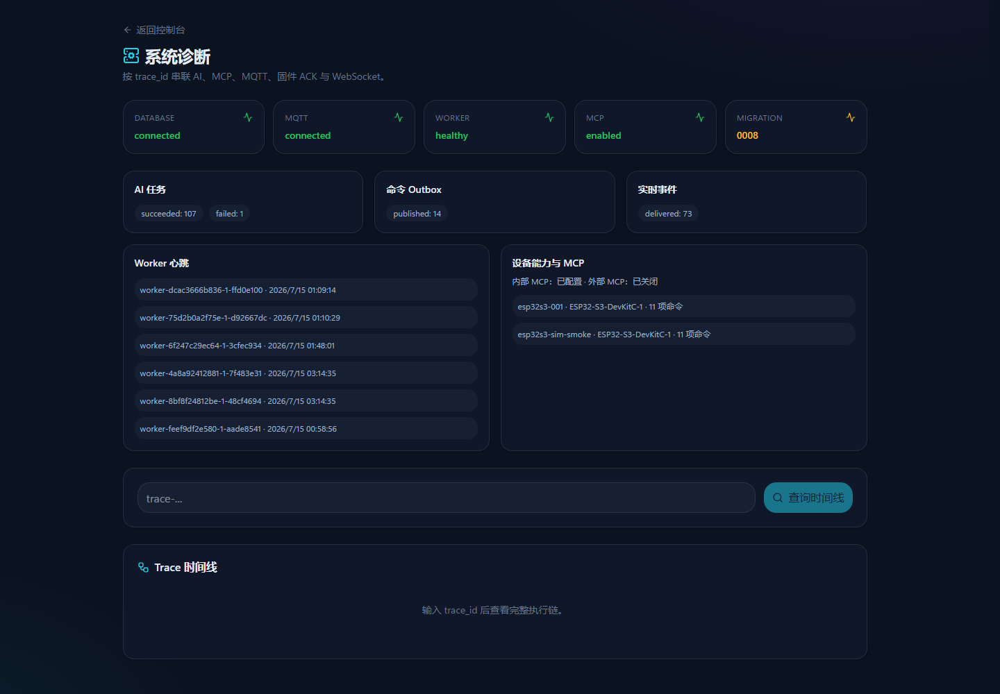 返回控制台
系统诊断
按 trace_id 串联 AI、MCP、MQTT、固件 ACK 与 WebSocket。
DATABASE
connected
MQTT
connected
WORKER
healthy
MCP
enabled
MIGRATION
0008
AI 任务
succeeded: 107
failed: 1
命令 Outbox
published: 14
实时事件
delivered: 73
Worker 心跳
worker-dcac3666b836-1-ffd0e100 · 2026/7/15 01:09:14
worker-75d2b0a2f75e-1-d92667dc · 2026/7/15 01:10:29
worker-6f247c29ec64-1-3cfec934 · 2026/7/15 01:48:01
worker-4a8a92412881-1-7f483e31 · 2026/7/15 03:14:35
worker-8bf8f24812be-1-48cf4694 · 2026/7/15 03:14:35
worker-feef9df2e580-1-aade8541 · 2026/7/15 00:58:56
设备能力与 MCP
内部 MCP：已配置 · 外部 MCP：已关闭
esp32s3-001 · ESP32-S3-DevKitC-1 · 11 项命令
esp32s3-sim-smoke · ESP32-S3-DevKitC-1 · 11 项命令
trace-...
查询时间线
Trace 时间线
输入 trace_id 后查看完整执行链。